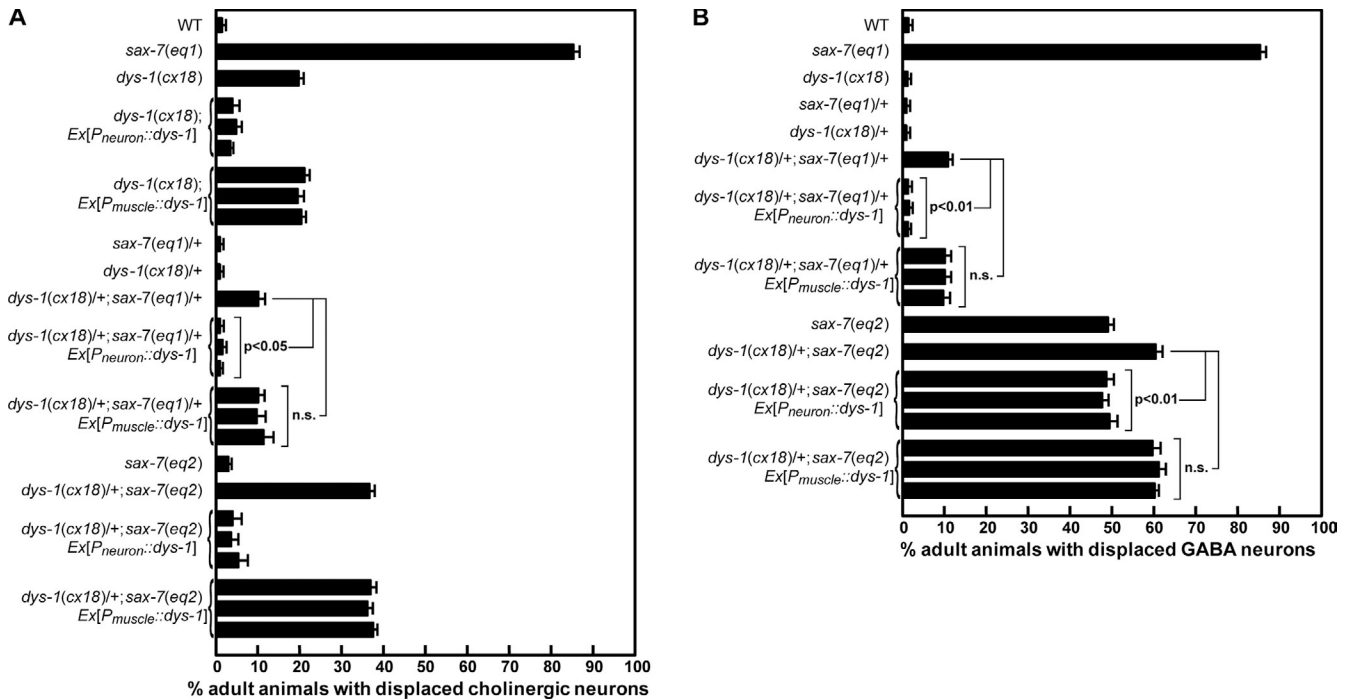 A
WT
sax-7(eq1)
dys-1(cx18)
dys-1(cx18);
Ex[Pneuron::dys-1]
dys-1(cx18);
Ex[Pmuscle::dys-1]
sax-7(eq1)/+
dys-1(cx18)/+
dys-1(cx18)/+;sax-7(eq1)/+
dys-1(cx18)/+;sax-7(eq1)/+
Ex[Pneuron::dys-1]
p<0.05
dys-1(cx18)/+;sax-7(eq1)/+
Ex[Pmuscle::dys-1]
n.s.
sax-7(eq2)
dys-1(cx18)/+;sax-7(eq2)
dys-1(cx18)/+;sax-7(eq2)
Ex[Pneuron::dys-1]
dys-1(cx18)/+;sax-7(eq2)
Ex[Pmuscle::dys-1]
0 10 20 30 40 50 60 70 80 90 100
% adult animals with displaced cholinergic neurons
B
WT
sax-7(eq1)
dys-1(cx18)
sax-7(eq1)/+
dys-1(cx18)/+
dys-1(cx18)/+;sax-7(eq1)/+
dys-1(cx18)/+;sax-7(eq1)/+
Ex[Pneuron::dys-1]
p<0.01
dys-1(cx18)/+;sax-7(eq1)/+
Ex[Pmuscle::dys-1]
n.s.
sax-7(eq2)
dys-1(cx18)/+;sax-7(eq2)
dys-1(cx18)/+;sax-7(eq2)
Ex[Pneuron::dys-1]
p<0.01
dys-1(cx18)/+;sax-7(eq2)
Ex[Pmuscle::dys-1]
n.s.
0 10 20 30 40 50 60 70 80 90 100
% adult animals with displaced GABA neurons